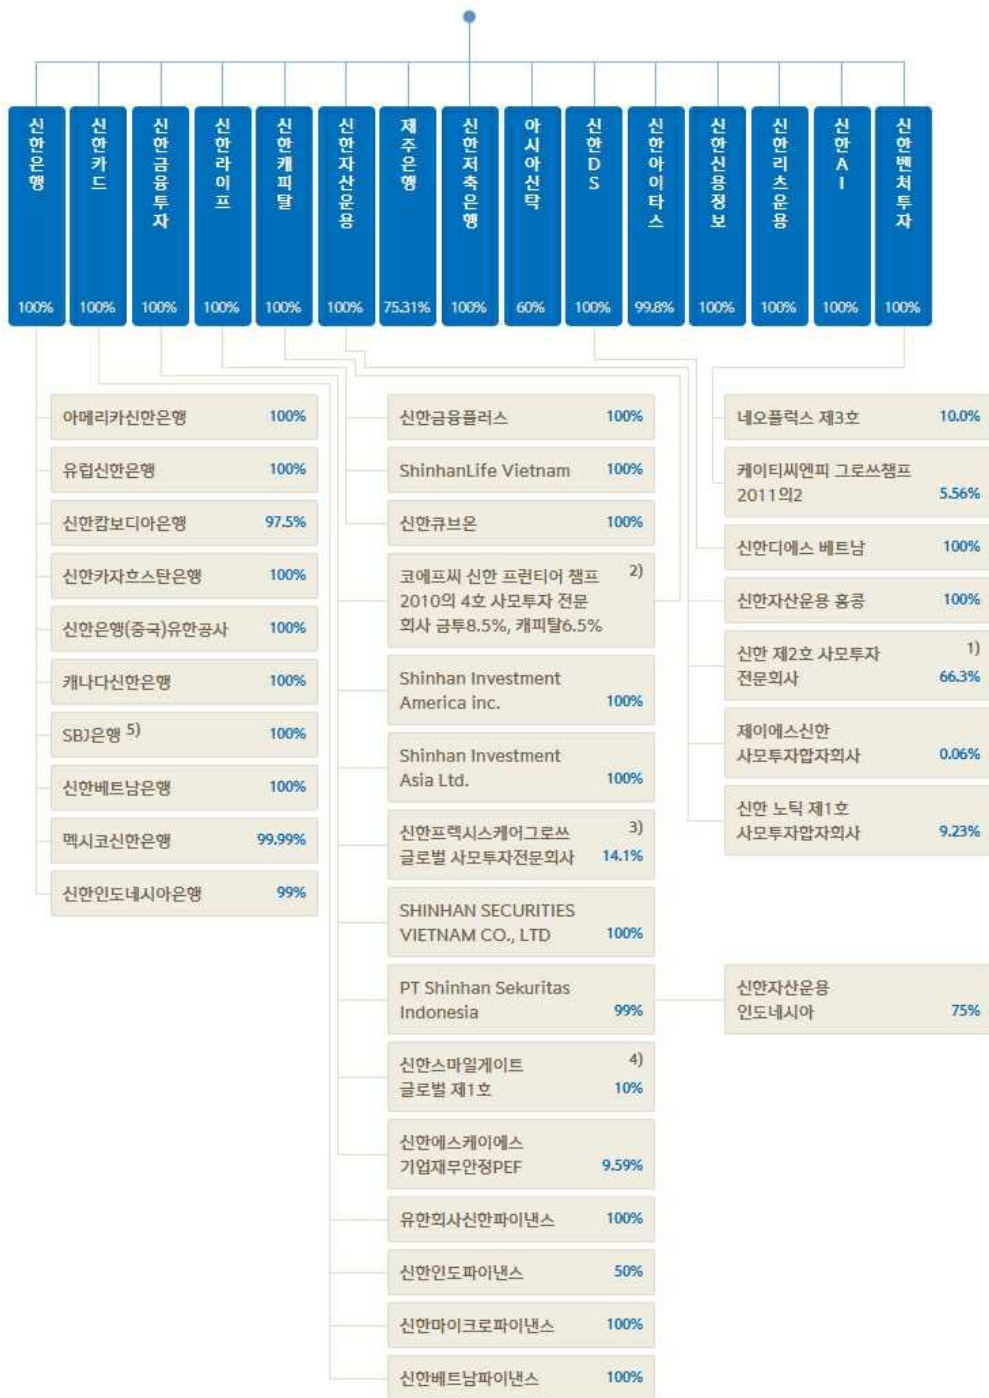 신한은행
100%
신한카드
100%
신한금융투자
100%
신한라이프
100%
신한캐피탈
100%
신한자산운용
100%
제주은행
75.31%
신한저축은행
100%
아시아신탁
60%
신한DS
100%
신한아이타스
99.8%
신한신용정보
100%
신한리츠운용
100%
신한AI
100%
신한벤처투자
100%
아메리카신한은행 100%
유럽신한은행 100%
신한캄보디아은행 97.5%
신한카자흐스탄은행 100%
신한은행(중국)유한공사 100%
캐나다신한은행 100%
SBJ은행 5) 100%
신한베트남은행 100%
멕시코신한은행 99.99%
신한인도네시아은행 99%
신한금융플러스 100%
ShinhanLife Vietnam 100%
신한큐브온 100%
코에프씨 신한 프런티어 챔프 2)
2010의 4호 사모투자 전문
회사 금투8.5%, 캐피탈6.5%
Shinhan Investment
America inc. 100%
Shinhan Investment
Asia Ltd. 100%
신한프렉시스케어그로쓰 3)
글로벌 사모투자전문회사 14.1%
SHINHAN SECURITIES
VIETNAM CO., LTD 100%
PT Shinhan Sekuritas
Indonesia 99%
신한스마일게이트 4)
글로벌 제1호 10%
신한에스케이에스
기업재무안정PEF 9.59%
유한회사신한파이낸스 100%
신한인도파이낸스 50%
신한마이크로파이낸스 100%
신한베트남파이낸스 100%
네오플럭스 제3호 10.0%
케이티씨엔피 그로쓰챔프
2011의2 5.56%
신한디에스 베트남 100%
신한자산운용 홍콩 100%
신한 제2호 사모투자 1)
전문회사 66.3%
제이에스신한
사모투자합자회사 0.06%
신한 노틱 제1호
사모투자합자회사 9.23%
신한자산운용
인도네시아 75%